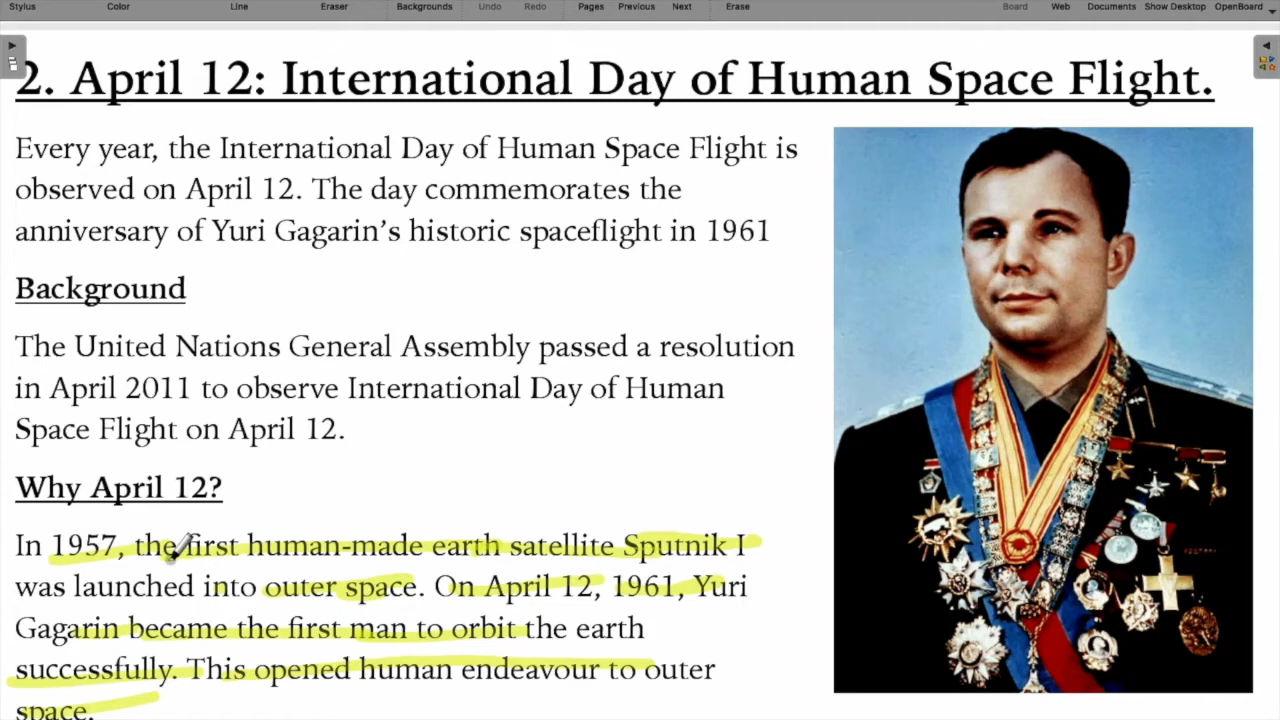 Stylus Color Line Eraser Backgrounds Undo Redo Pages Previous Next Erase Board Web Documents Show Desktop OpenBoard
2. April 12: International Day of Human Space Flight.
Every year, the International Day of Human Space Flight is
observed on April 12. The day commemorates the
anniversary of Yuri Gagarin’s historic spaceflight in 1961
Background
The United Nations General Assembly passed a resolution
in April 2011 to observe International Day of Human
Space Flight on April 12.
Why April 12?
In 1957, the first human-made earth satellite Sputnik I
was launched into outer space. On April 12, 1961, Yuri
Gagarin became the first man to orbit the earth
successfully. This opened human endeavour to outer
space.